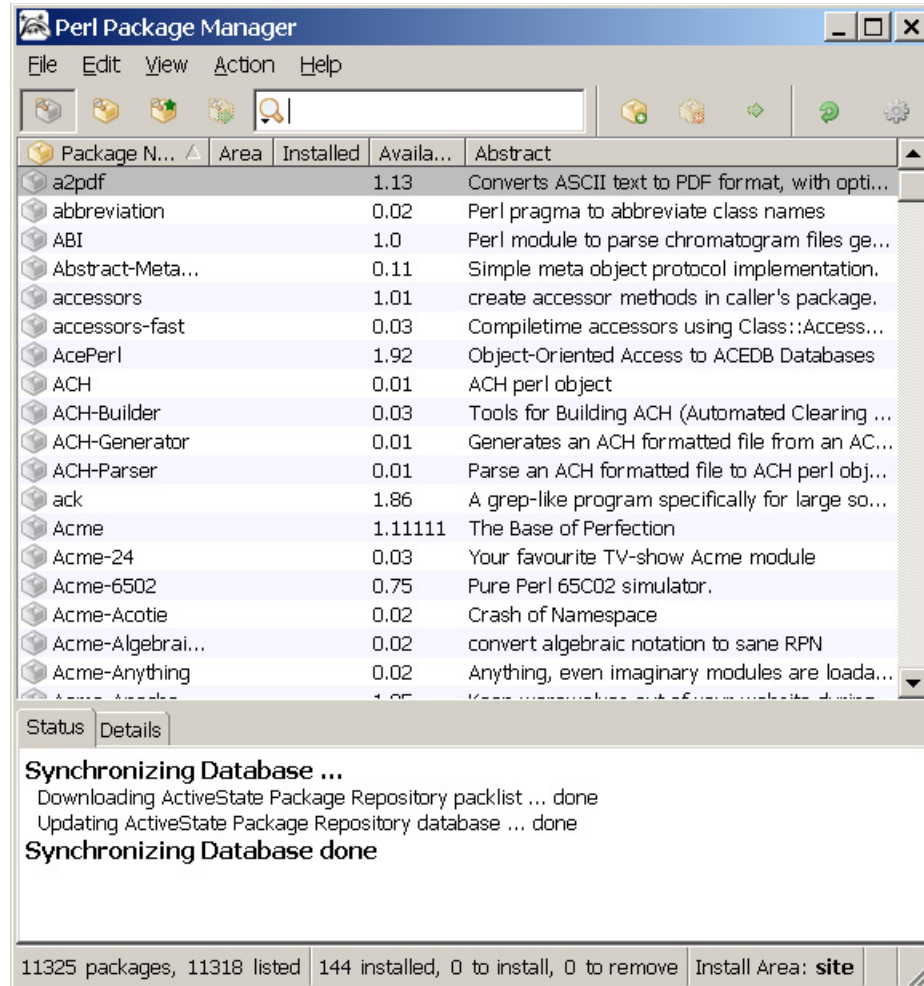 Perl Package Manager
File Edit View Action Help
Package N... Area Installed Availa... Abstract
a2pdf 1.13 Converts ASCII text to PDF format, with opti...
abbreviation 0.02 Perl pragma to abbreviate class names
ABI 1.0 Perl module to parse chromatogram files ge...
Abstract-Meta... 0.11 Simple meta object protocol implementation.
accessors 1.01 create accessor methods in caller's package.
accessors-fast 0.03 Compiletime accessors using Class::Access...
AcePerl 1.92 Object-Oriented Access to ACEDB Databases
ACH 0.01 ACH perl object
ACH-Builder 0.03 Tools for Building ACH (Automated Clearing ...
ACH-Generator 0.01 Generates an ACH formatted file from an AC...
ACH-Parser 0.01 Parse an ACH formatted file to ACH perl obj...
ack 1.86 A grep-like program specifically for large so...
Acme 1.11111 The Base of Perfection
Acme-24 0.03 Your favourite TV-show Acme module
Acme-6502 0.75 Pure Perl 65C02 simulator.
Acme-Acotie 0.02 Crash of Namespace
Acme-Algebrai... 0.02 convert algebraic notation to sane RPN
Acme-Anything 0.02 Anything, even imaginary modules are loada...
Status Details
Synchronizing Database ...
Downloading ActiveState Package Repository packlist ... done
Updating ActiveState Package Repository database ... done
Synchronizing Database done
11325 packages, 11318 listed 144 installed, 0 to install, 0 to remove Install Area: site